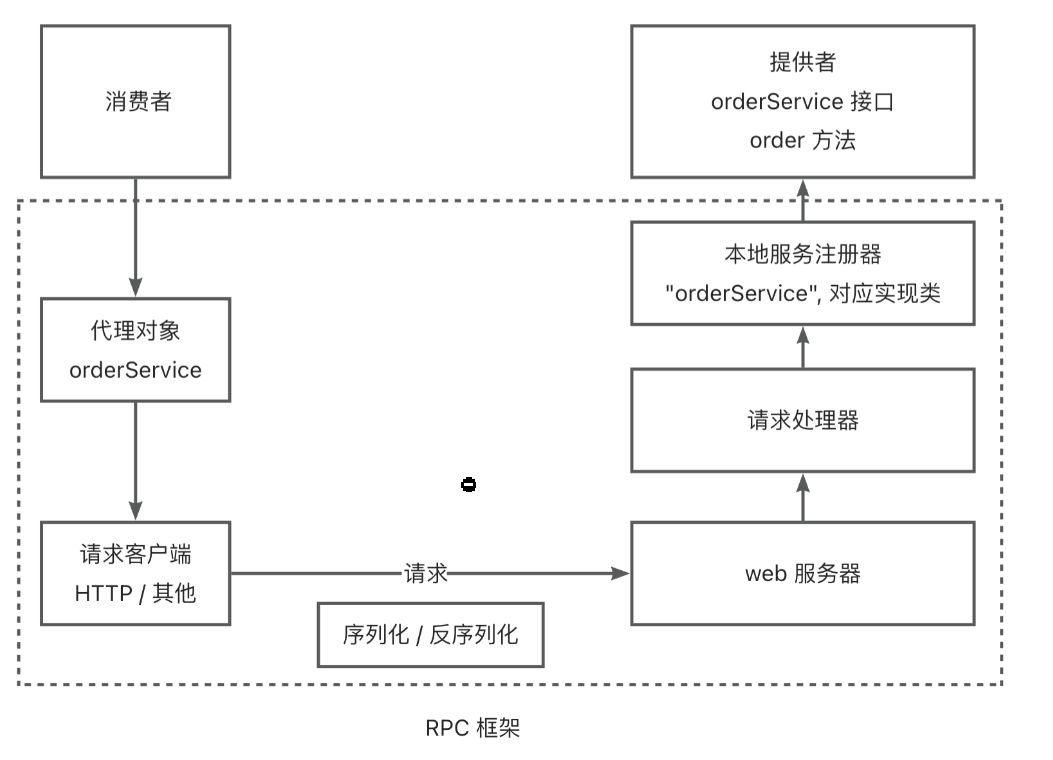 消费者
提供者
orderService 接口
order 方法
本地服务注册器
"orderService", 对应实现类
代理对象
orderService
请求处理器
请求客户端
HTTP / 其他
请求
web 服务器
序列化 / 反序列化
RPC 框架